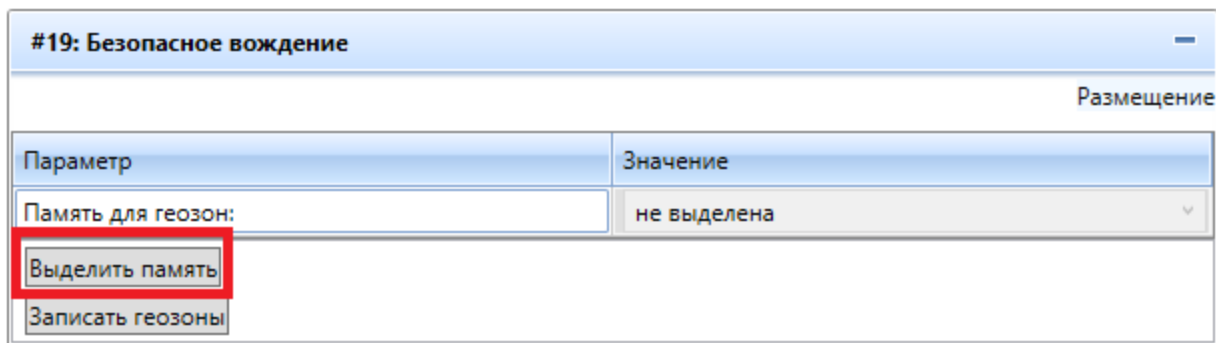 #19: Безопасное вождение
Размещение
Параметр Значение
Память для геозон: не выделена
Выделить память
Записать геозоны